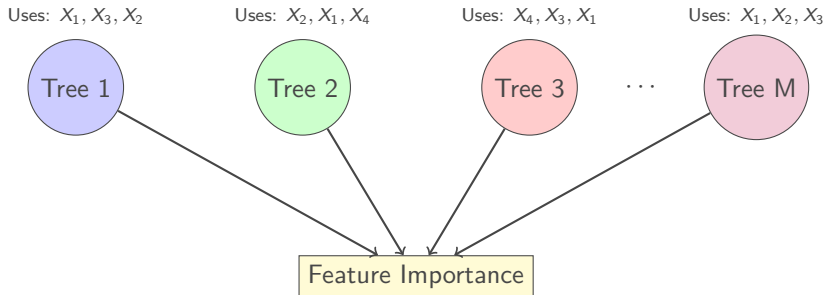 Uses: X₁, X₃, X₂
Uses: X₂, X₁, X₄
Uses: X₄, X₃, X₁
Uses: X₁, X₂, X₃
Tree 1
Tree 2
Tree 3
···
Tree M
Feature Importance